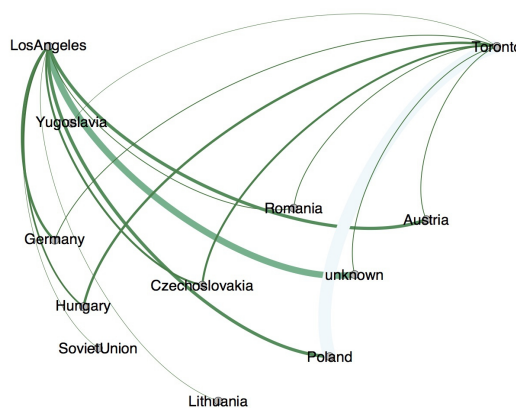 LosAngeles
Toronto
Yugoslavia
Romania
Austria
Germany
unknown
Czechoslovakia
Hungary
SovietUnion
Poland
Lithuania